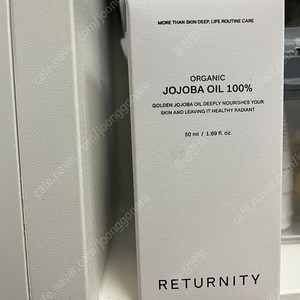 MORE THAN SKIN DEEP, LIFE ROUTINE CARE
ORGANIC
JOJOBA OIL 100%
GOLDEN JOJOBA OIL DEEPLY NOURISHES YOUR
SKIN AND LEAVING IT HEALTHY RADIANT
50 ml / 1.69 fl. oz.
RETURNITY